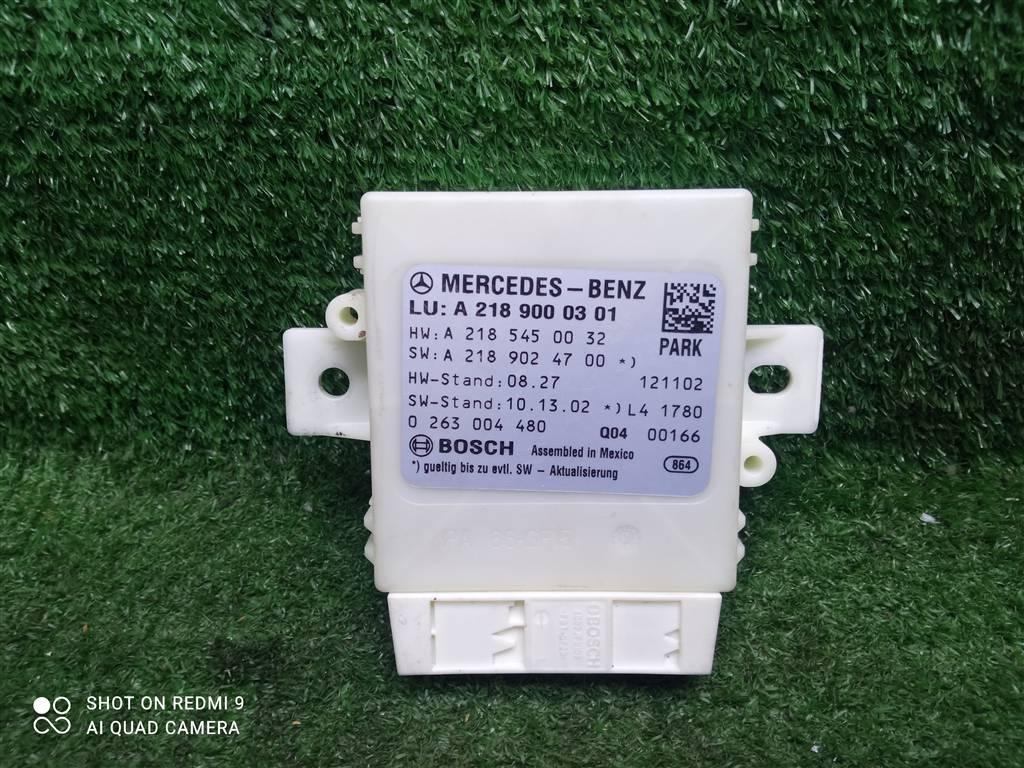 MERCEDES-BENZ
LU: A 218 900 03 01
HW: A 218 545 00 32
SW: A 218 902 47 00 *)
PARK
HW-Stand: 08.27 121102
SW-Stand: 10.13.02 *) L4 1780
0 263 004 480 Q04 00166
BOSCH Assembled in Mexico
*) gueltig bis zu evtl. SW - Aktualisierung
864
BOSCH
SHOT ON REDMI 9
AI QUAD CAMERA